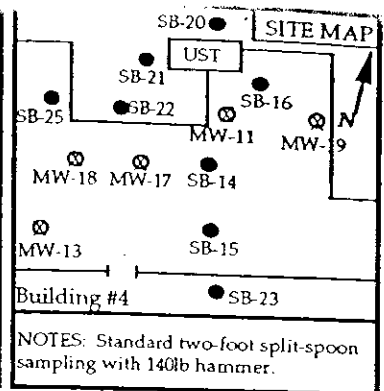 SB-20
SITE MAP
UST
SB-21
SB-16
SB-25
SB-22
MW-11
N
MW-19
MW-18
MW-17
SB-14
MW-13
SB-15
Building #4
SB-23
NOTES: Standard two-foot split-spoon
sampling with 140lb hammer.